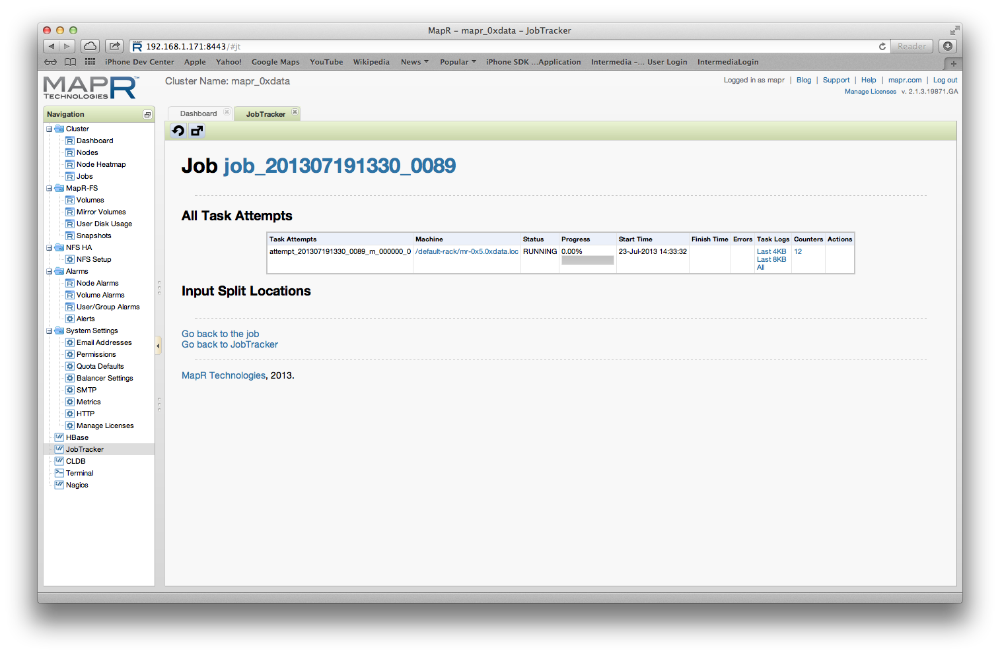 MapR – mapr_0xdata – JobTracker
192.168.1.171:8443/#jt
Reader
iPhone Dev Center Apple Yahoo! Google Maps YouTube Wikipedia News Popular iPhone SDK ...Application Intermedia -... User Login IntermediaLogin
MAPR™
TECHNOLOGIES
Cluster Name: mapr_0xdata
Logged in as mapr | Blog | Support | Help | mapr.com | Log out
Manage Licenses v. 2.1.3.19871.GA
Navigation
Cluster
Dashboard
Nodes
Node Heatmap
Jobs
MapR-FS
Volumes
Mirror Volumes
User Disk Usage
Snapshots
NFS HA
NFS Setup
Alarms
Node Alarms
Volume Alarms
User/Group Alarms
Alerts
System Settings
Email Addresses
Permissions
Quota Defaults
Balancer Settings
SMTP
Metrics
HTTP
Manage Licenses
HBase
JobTracker
CLDB
Terminal
Nagios
Dashboard JobTracker
Job job_201307191330_0089
All Task Attempts
Task Attempts Machine Status Progress Start Time Finish Time Errors Task Logs Counters Actions
attempt_201307191330_0089_m_000000_0 /default-rack/mr-0x5.0xdata.loc RUNNING 0.00% 23-Jul-2013 14:33:32 Last 4KB 12
Last 8KB
All
Input Split Locations
Go back to the job
Go back to JobTracker
MapR Technologies, 2013.